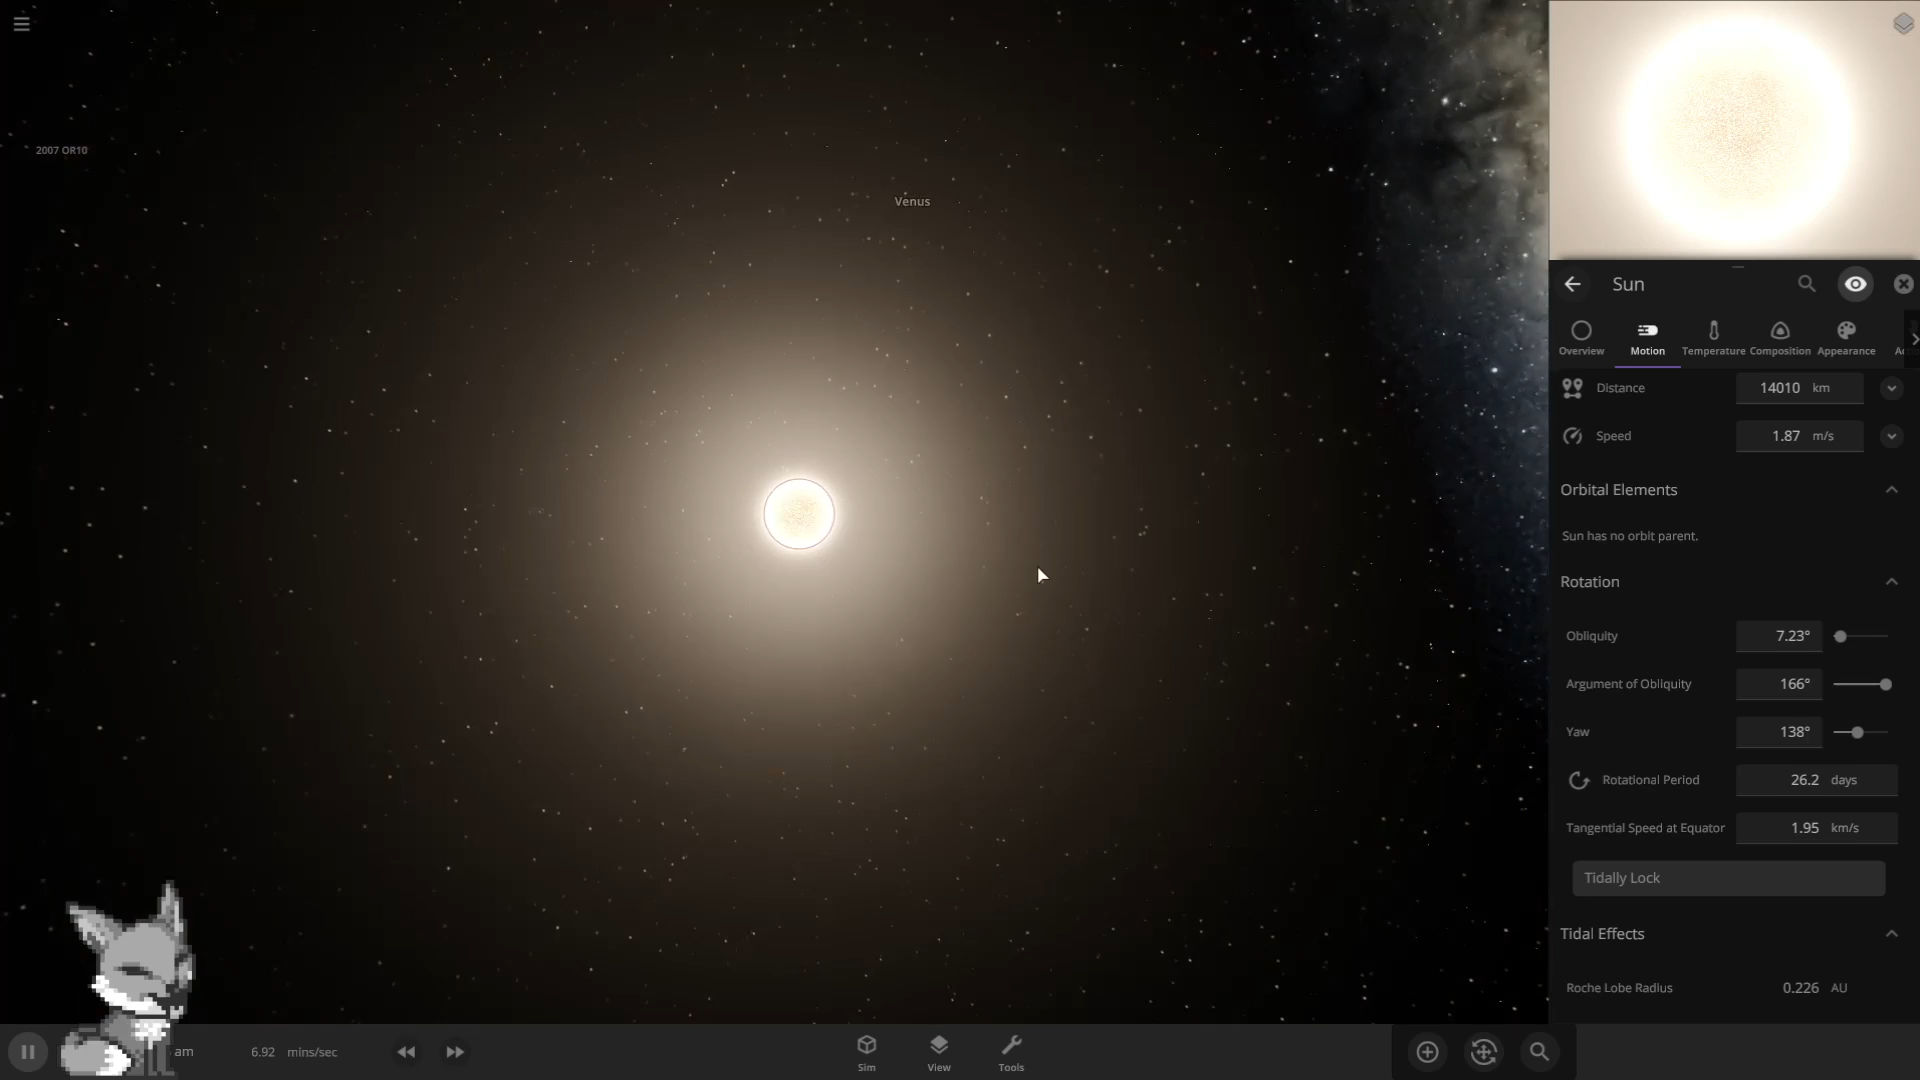 2007 OR10
Venus
Sun
Overview
Motion
Temperature
Composition
Appearance
Distance 14010 km
Speed 1.87 m/s
Orbital Elements
Sun has no orbit parent.
Rotation
Obliquity 7.23°
Argument of Obliquity 166°
Yaw 138°
Rotational Period 26.2 days
Tangential Speed at Equator 1.95 km/s
Tidally Lock
Tidal Effects
Roche Lobe Radius 0.226 AU
am
6.92 mins/sec
Sim
View
Tools